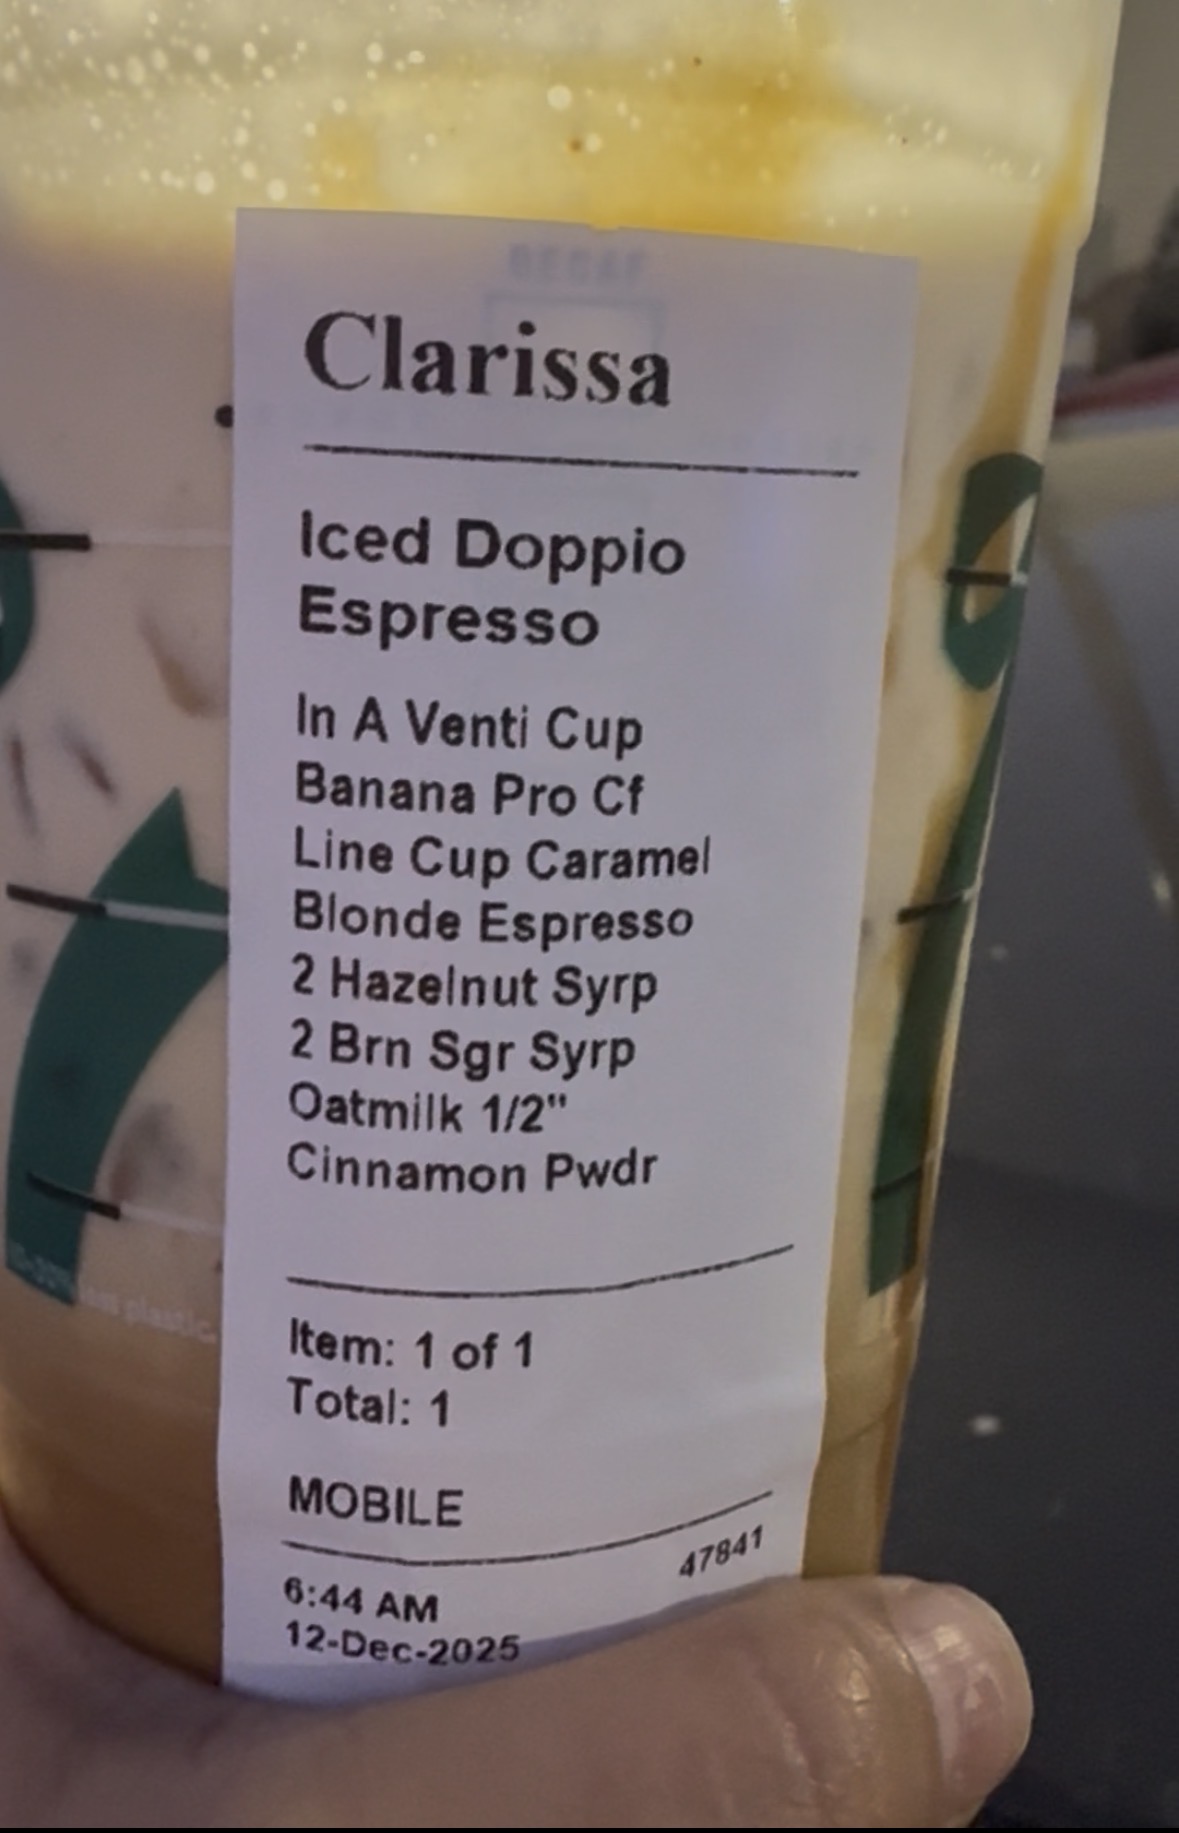 DECAF
Clarissa
Iced Doppio
Espresso
In A Venti Cup
Banana Pro Cf
Line Cup Caramel
Blonde Espresso
2 Hazelnut Syrp
2 Brn Sgr Syrp
Oatmilk 1/2"
Cinnamon Pwdr
Item: 1 of 1
Total: 1
MOBILE
47841
6:44 AM
12-Dec-2025
plastic.